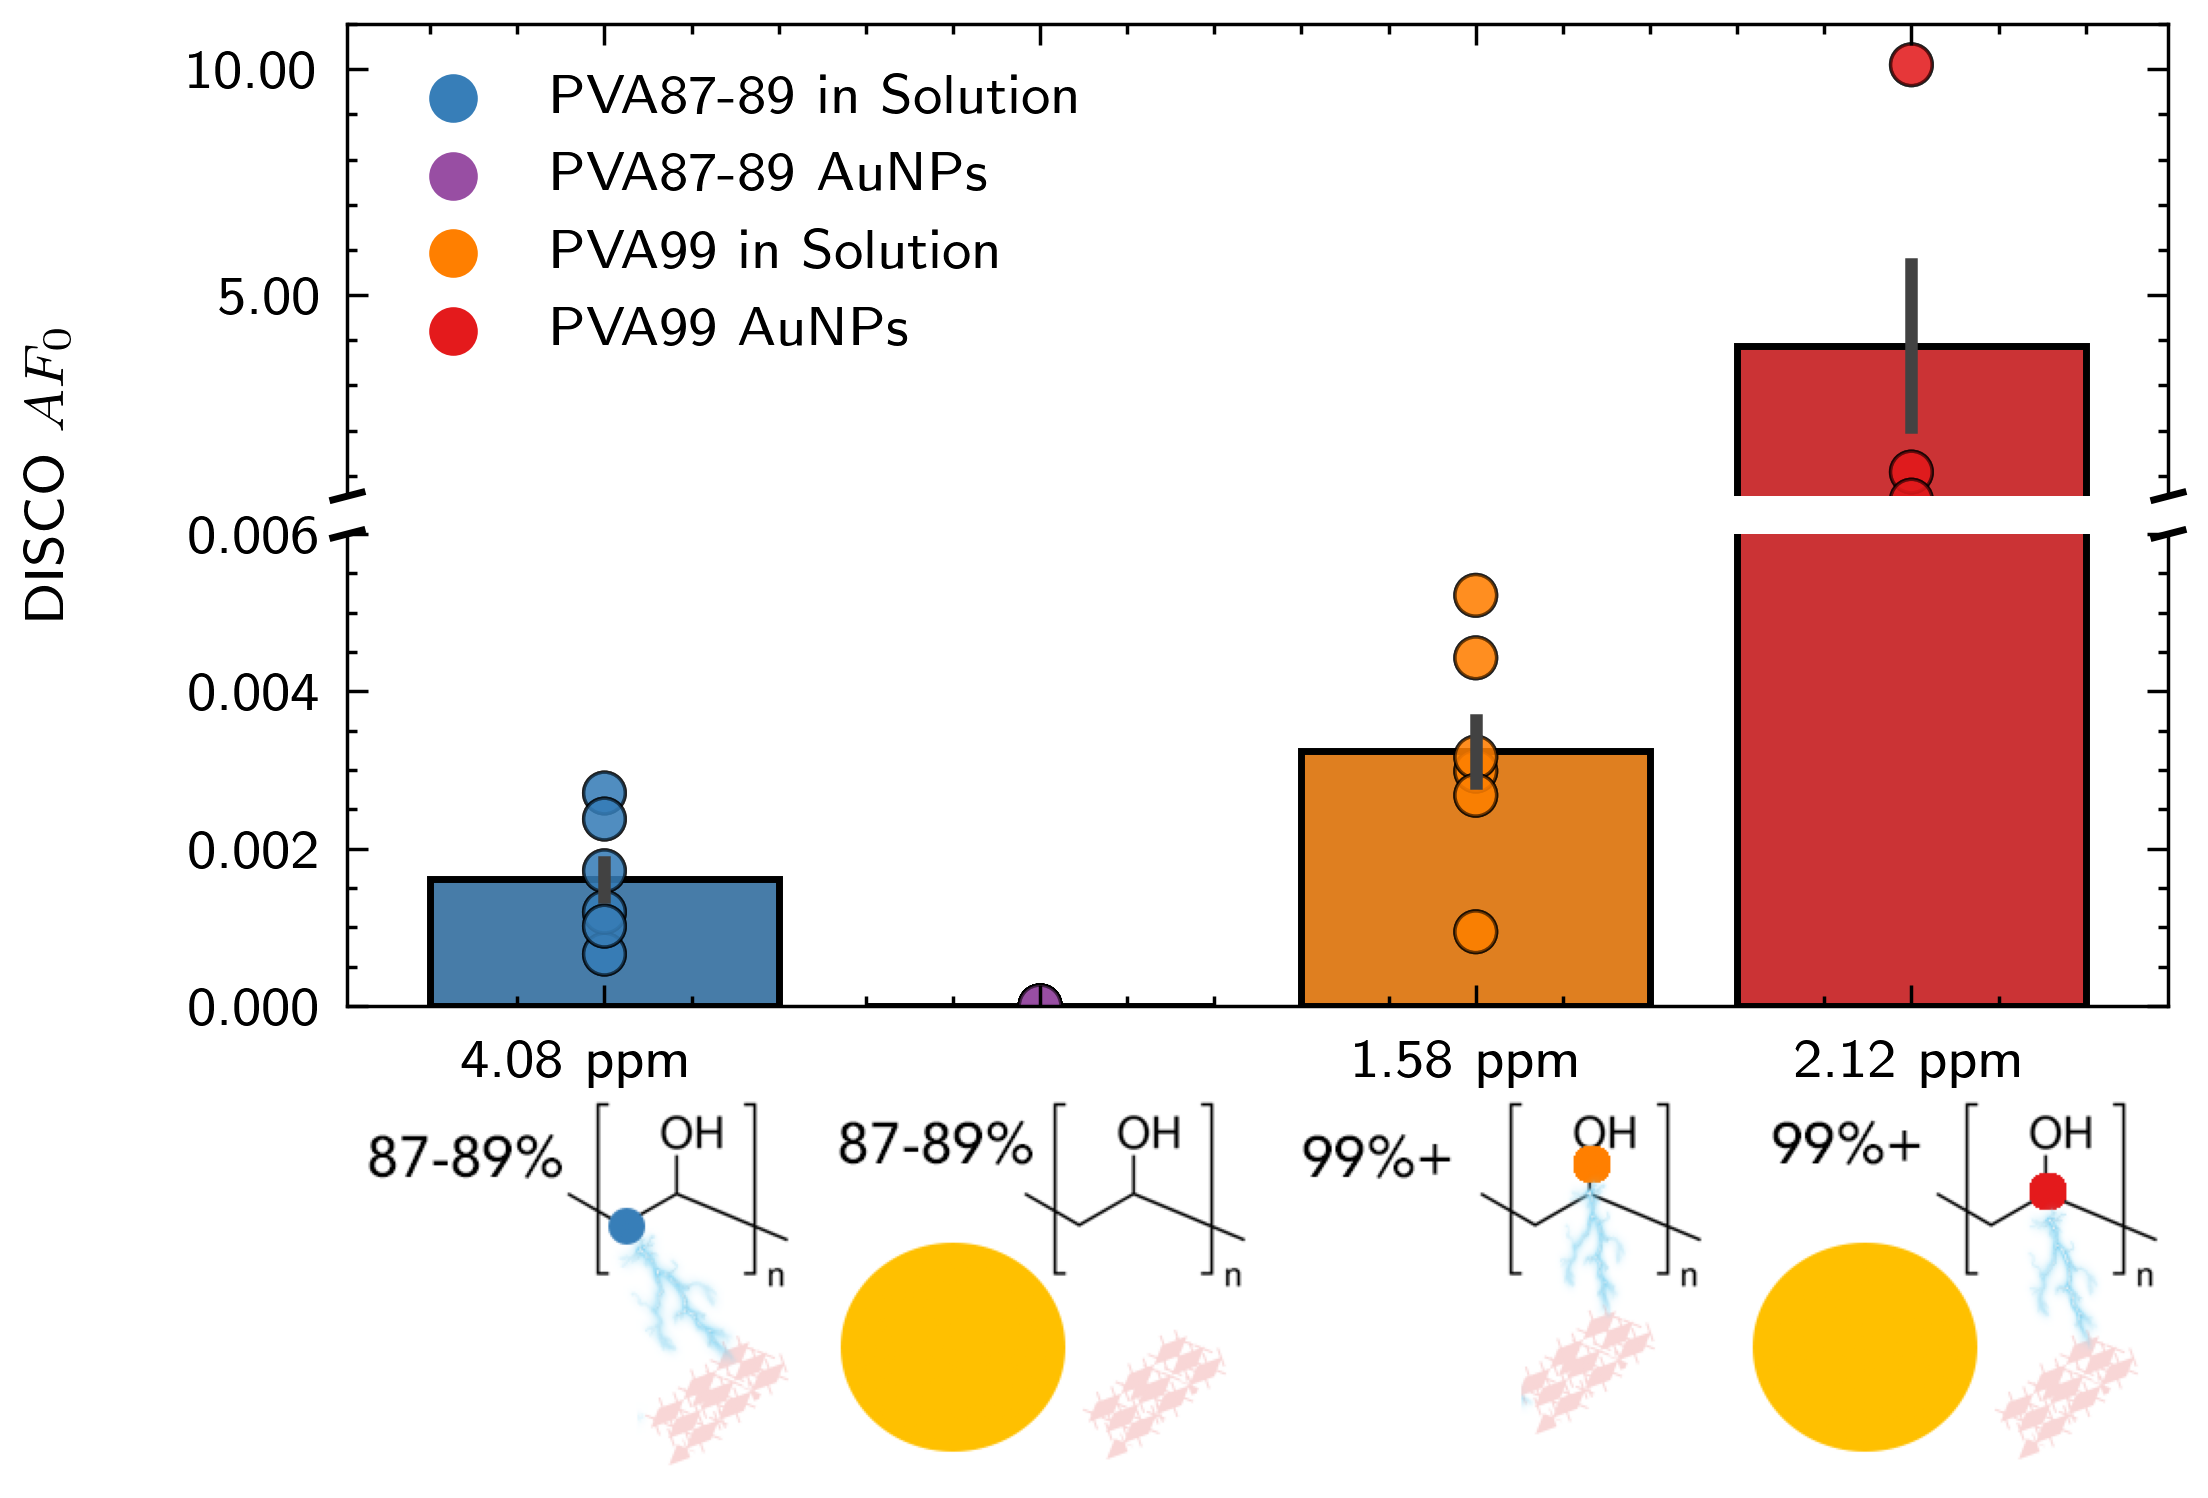 DISCO AF0
10.00
5.00
0.006
0.004
0.002
0.000
PVA87-89 in Solution
PVA87-89 AuNPs
PVA99 in Solution
PVA99 AuNPs
4.08 ppm
1.58 ppm
2.12 ppm
87-89%
OH
n
87-89%
OH
n
99%+
OH
n
99%+
OH
n